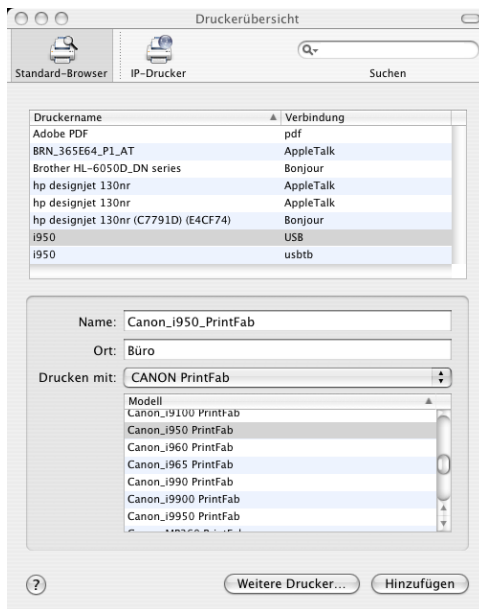 Druckerübersicht
Standard-Browser IP-Drucker Suchen
Druckername Verbindung
Adobe PDF pdf
BRN_365E64_P1_AT AppleTalk
Brother HL-6050D_DN series Bonjour
hp designjet 130nr AppleTalk
hp designjet 130nr AppleTalk
hp designjet 130nr (C7791D) (E4CF74) Bonjour
i950 USB
i950 usbtb
Name: Canon_i950_PrintFab
Ort: Büro
Drucken mit: CANON PrintFab
Modell
Canon_i9100 PrintFab
Canon_i950 PrintFab
Canon_i960 PrintFab
Canon_i965 PrintFab
Canon_i990 PrintFab
Canon_i9900 PrintFab
Canon_i9950 PrintFab
? Weitere Drucker... Hinzufügen